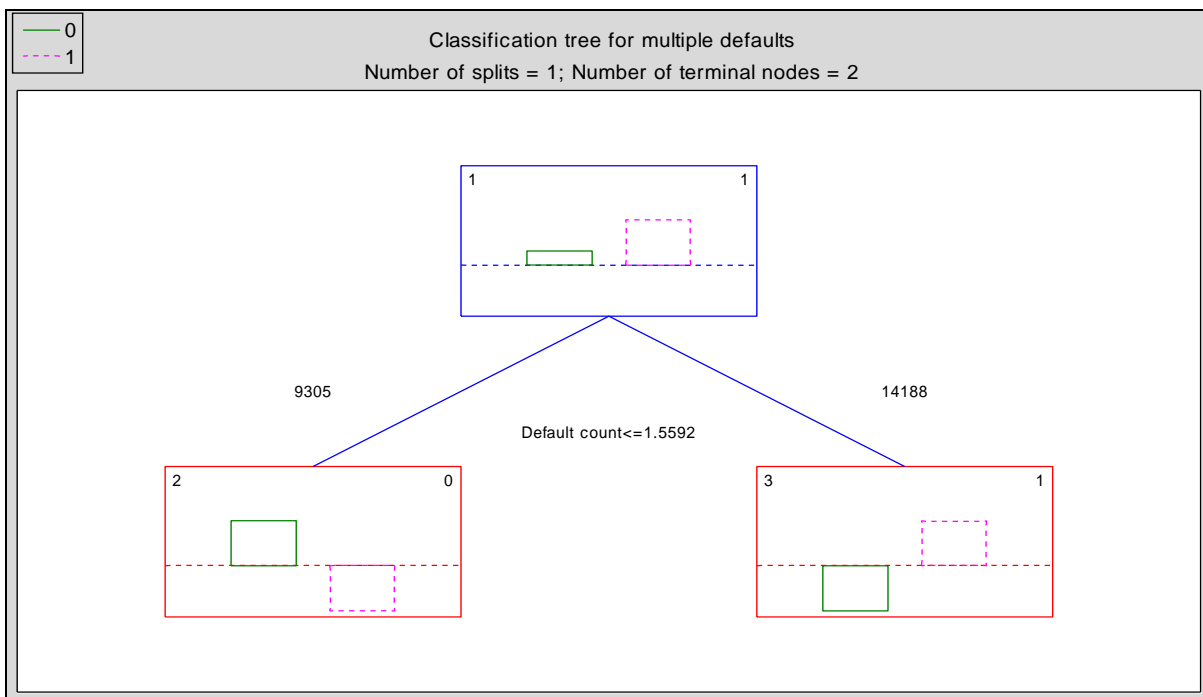 0
1
Classification tree for multiple defaults
Number of splits = 1; Number of terminal nodes = 2
1 1
9305 14188
Default count<=1.5592
2 0 3 1